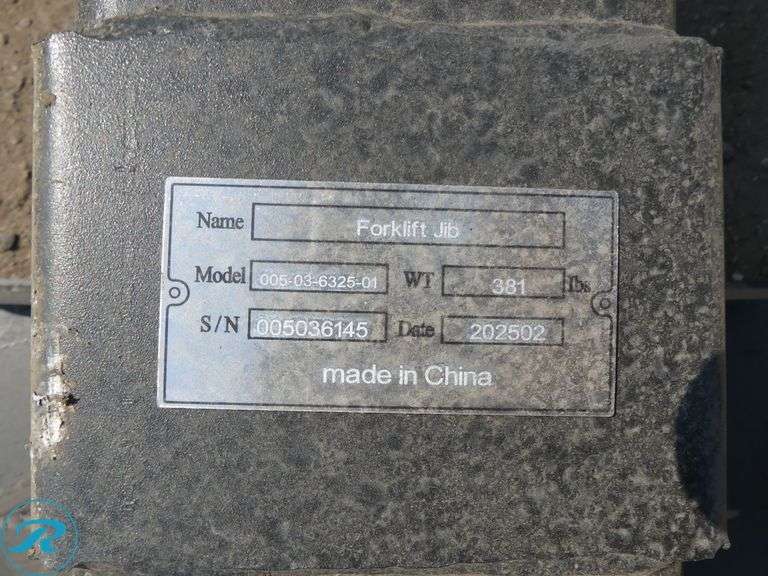 Name Forklift Jib
Model 005-03-6325-01 WT 381 lbs
S/N 005036145 Date 202502
made in China